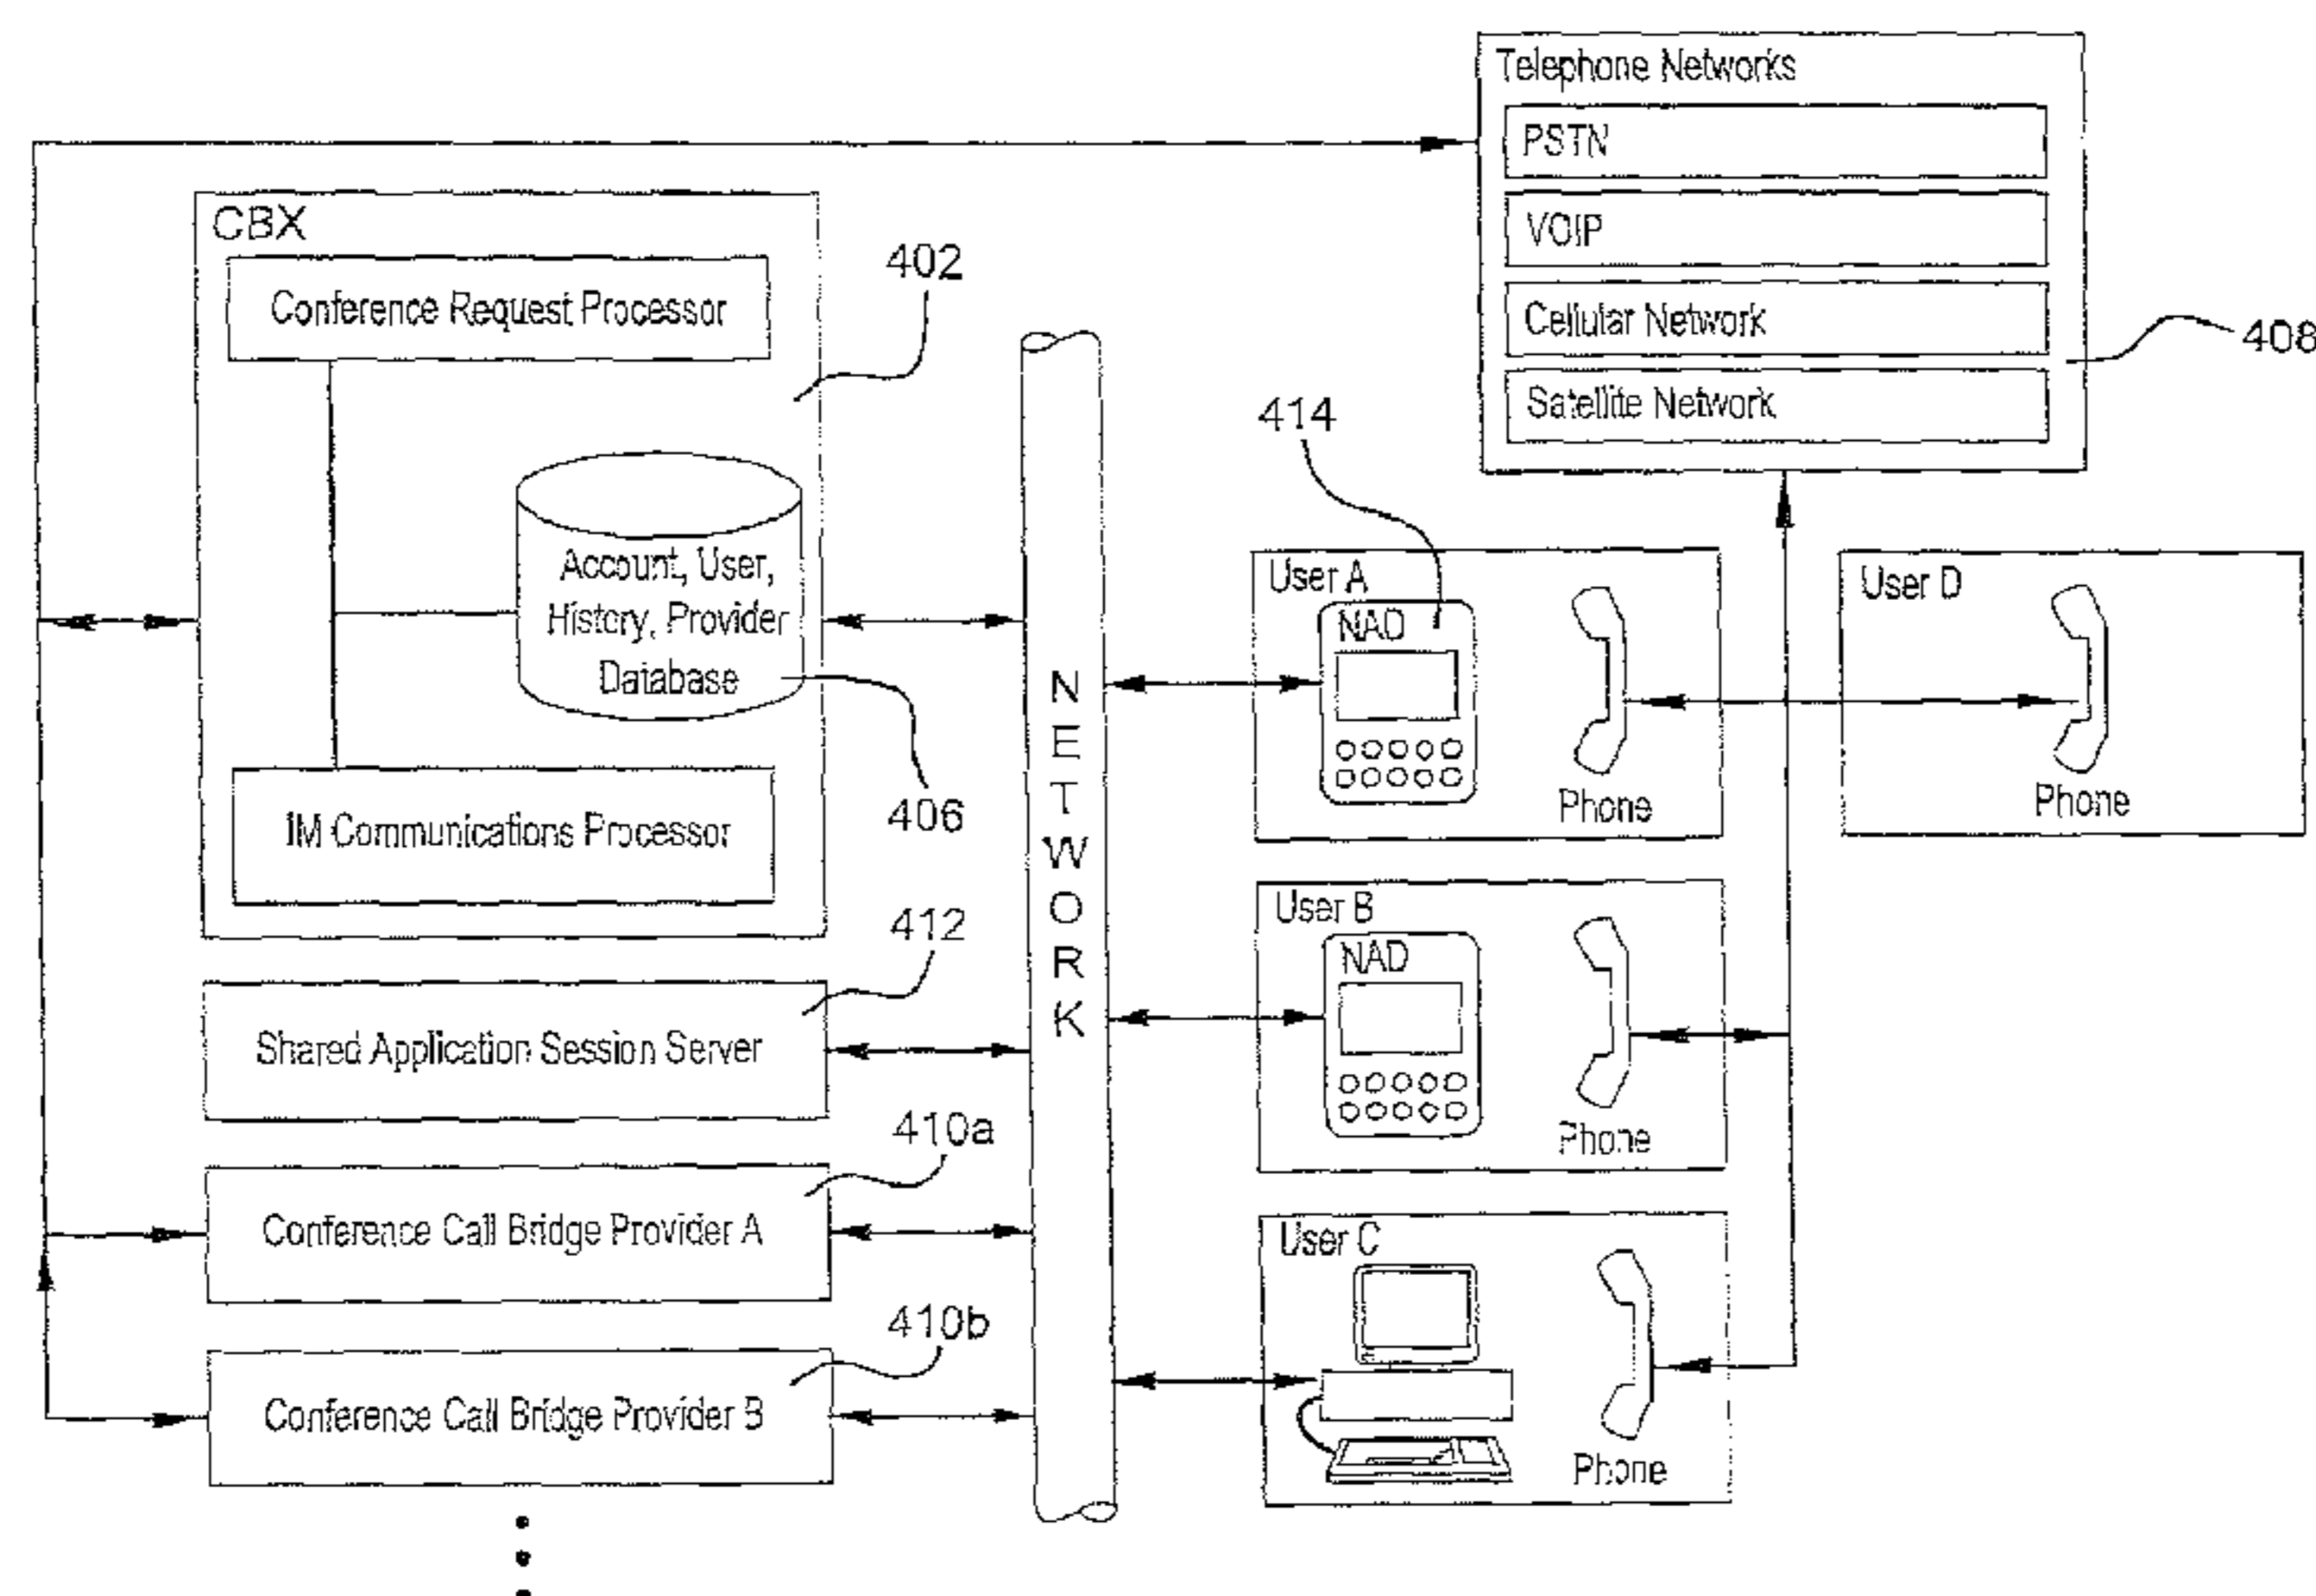 Telephone Networks
PSTN
VOIP
Cellular Network
Satellite Network
408
CBX
Conference Request Processor
402
Account, User,
History, Provider
Database
406
IM Communications Processor
412
Shared Application Session Server
410a
Conference Call Bridge Provider A
410b
Conference Call Bridge Provider B
NETWORK
414
User A
NAD
Phone
User D
Phone
User B
NAD
Phone
User C
Phone